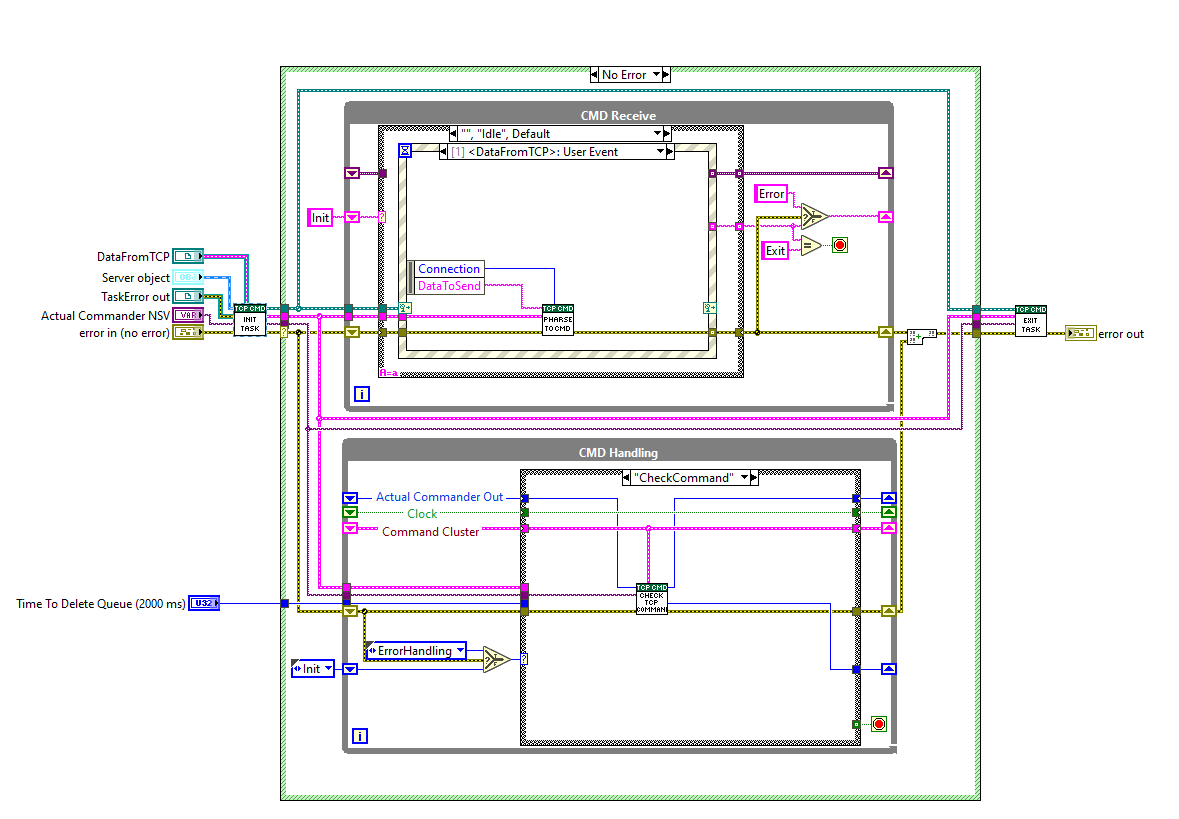 No Error
CMD Receive
"", "Idle", Default
[1] <DataFromTCP>: User Event
Error
Init
Exit
=
DataFromTCP
Server object
OBJ
TaskError out
Actual Commander NSV
VAR
error in (no error)
TCP CMD
INIT
TASK
Connection
DataToSend
TCP CMD
PHARSE
TO CMD
TCP CMD
EXIT
TASK
error out
A=a
i
CMD Handling
"CheckCommand"
Actual Commander Out
Clock
Command Cluster
TCP CMD
CHECK
TCP
COMMAN
Time To Delete Queue (2000 ms)
U32
ErrorHandling
Init
i